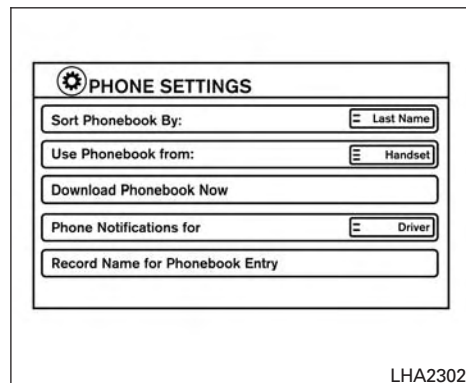 PHONE SETTINGS
Sort Phonebook By: Last Name
Use Phonebook from: Handset
Download Phonebook Now
Phone Notifications for Driver
Record Name for Phonebook Entry
LHA2302